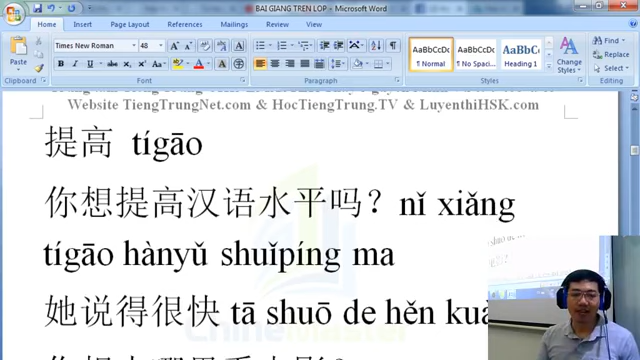 BAI GIANG TREN LOP - Microsoft Word
Home Insert Page Layout References Mailings Review View
Times New Roman 48
Paste
Clipboard Font Paragraph Styles Editing
AaBbCcDc AaBbCcDc AaBbCc
¶ Normal ¶ No Spaci... Heading 1
Change Styles
Find
Replace
Select
Website TiengTrungNet.com & HocTiengTrung.TV & LuyenthiHSK.com
提高 tígāo
你想提高汉语水平吗？nǐ xiǎng
tígāo hànyǔ shuǐpíng ma
她说得很快 tā shuō de hěn kuà